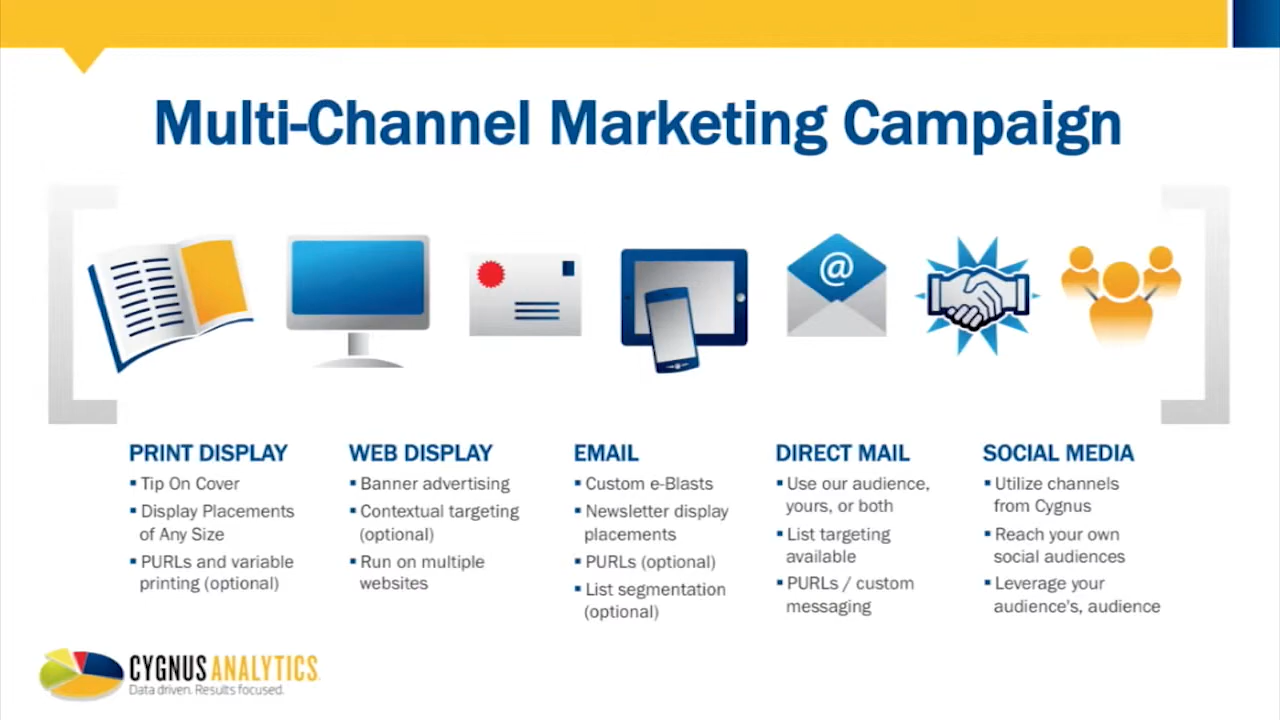 Multi-Channel Marketing Campaign
@
PRINT DISPLAY
▪ Tip On Cover
▪ Display Placements
of Any Size
▪ PURLs and variable
printing (optional)
WEB DISPLAY
▪ Banner advertising
▪ Contextual targeting
(optional)
▪ Run on multiple
websites
EMAIL
▪ Custom e-Blasts
▪ Newsletter display
placements
▪ PURLs (optional)
▪ List segmentation
(optional)
DIRECT MAIL
▪ Use our audience,
yours, or both
▪ List targeting
available
▪ PURLs / custom
messaging
SOCIAL MEDIA
▪ Utilize channels
from Cygnus
▪ Reach your own
social audiences
▪ Leverage your
audience's, audience
CYGNUS ANALYTICS
Data driven. Results focused.